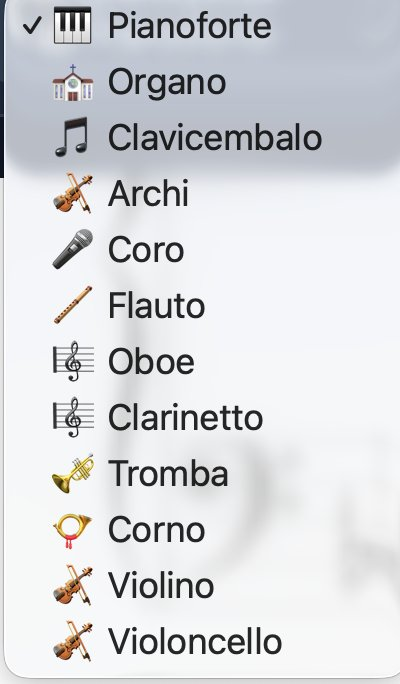 Pianoforte
Organo
Clavicembalo
Archi
Coro
Flauto
Oboe
Clarinetto
Tromba
Corno
Violino
Violoncello